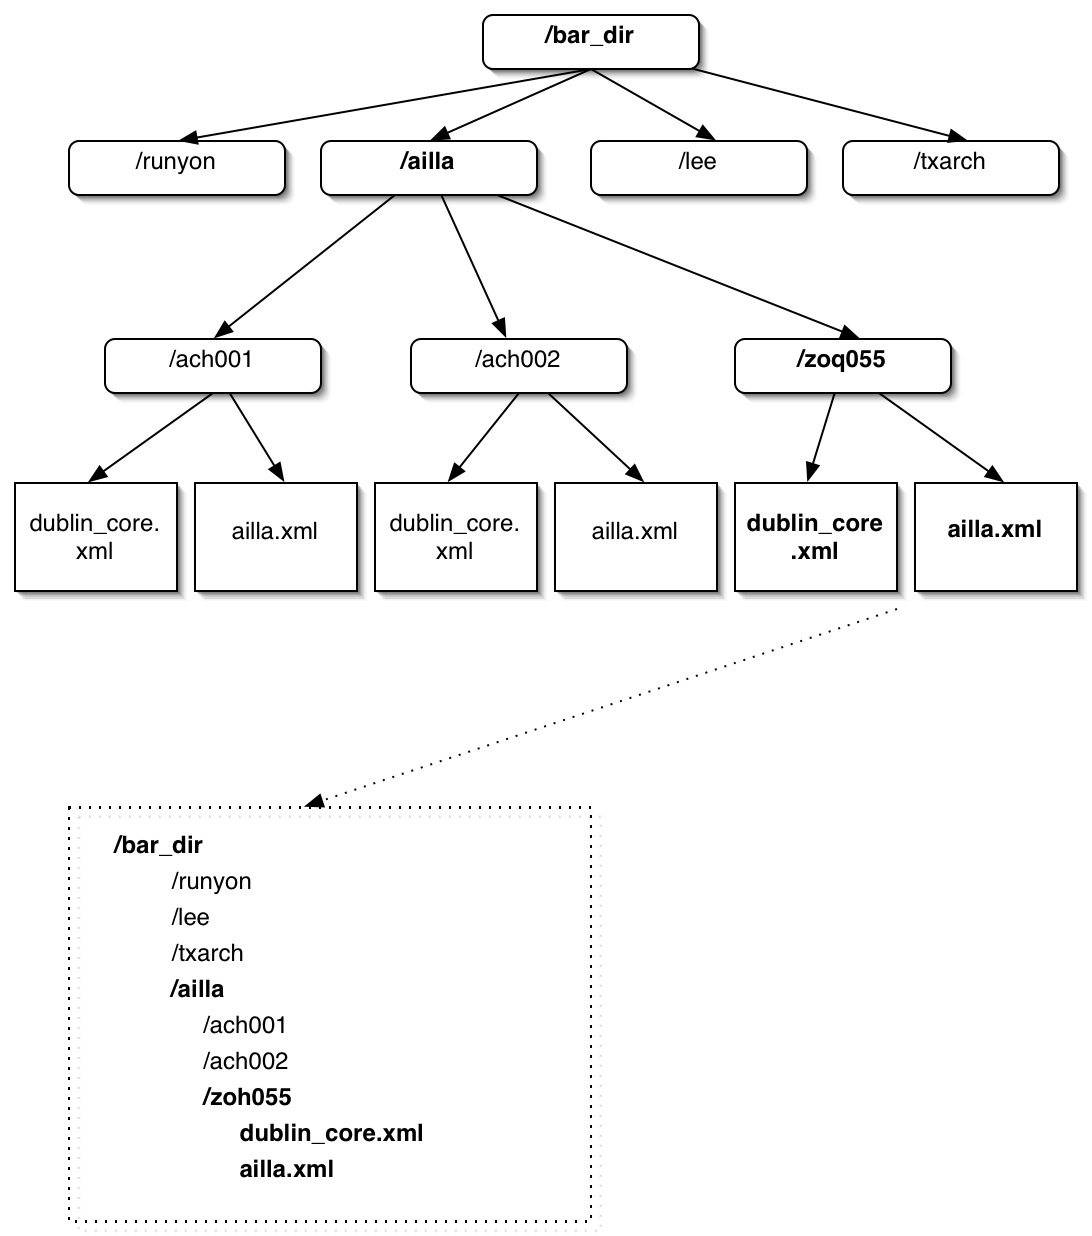 /bar_dir
/runyon
/ailla
/lee
/txarch
/ach001
/ach002
/zoq055
dublin_core.
xml
ailla.xml
dublin_core.
xml
ailla.xml
dublin_core
.xml
ailla.xml
/bar_dir
/runyon
/lee
/txarch
/ailla
/ach001
/ach002
/zoh055
dublin_core.xml
ailla.xml